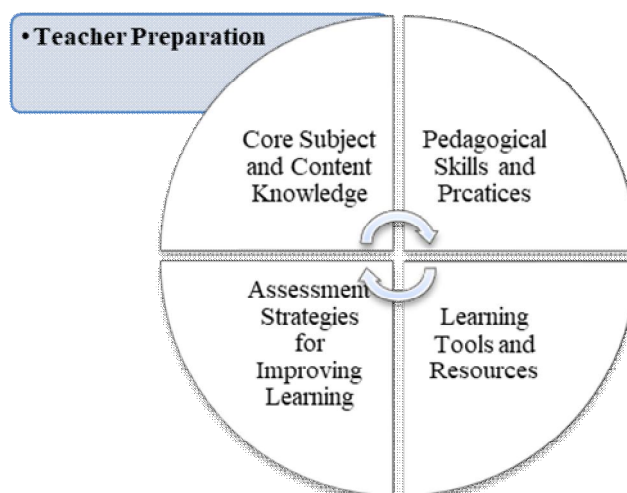 • Teacher Preparation
Core Subject
and Content
Knowledge
Pedagogical
Skills and
Prcatices
Assessment
Strategies
for
Improving
Learning
Learning
Tools and
Resources